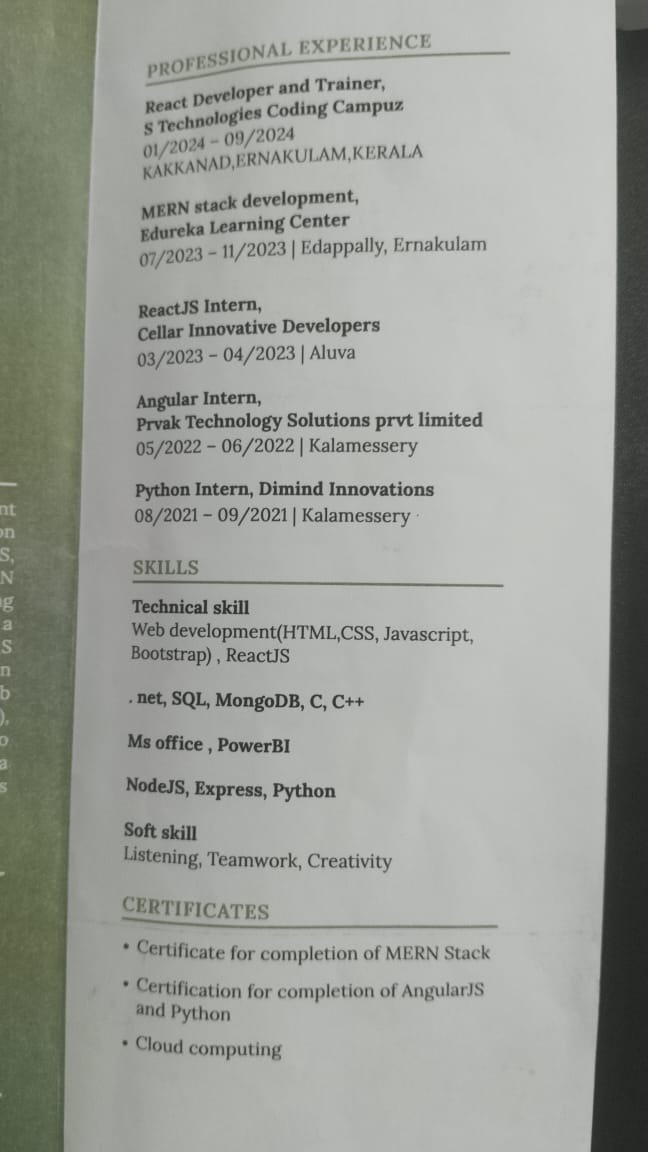 PROFESSIONAL EXPERIENCE
React Developer and Trainer,
S Technologies Coding Campuz
01/2024 – 09/2024
KAKKANAD,ERNAKULAM,KERALA
MERN stack development,
Edureka Learning Center
07/2023 – 11/2023 | Edappally, Ernakulam
ReactJS Intern,
Cellar Innovative Developers
03/2023 – 04/2023 | Aluva
Angular Intern,
Prvak Technology Solutions prvt limited
05/2022 – 06/2022 | Kalamessery
Python Intern, Dimind Innovations
08/2021 – 09/2021 | Kalamessery
SKILLS
Technical skill
Web development(HTML,CSS, Javascript,
Bootstrap) , ReactJS
. net, SQL, MongoDB, C, C++
Ms office , PowerBI
NodeJS, Express, Python
Soft skill
Listening, Teamwork, Creativity
CERTIFICATES
• Certificate for completion of MERN Stack
• Certification for completion of AngularJS
and Python
• Cloud computing